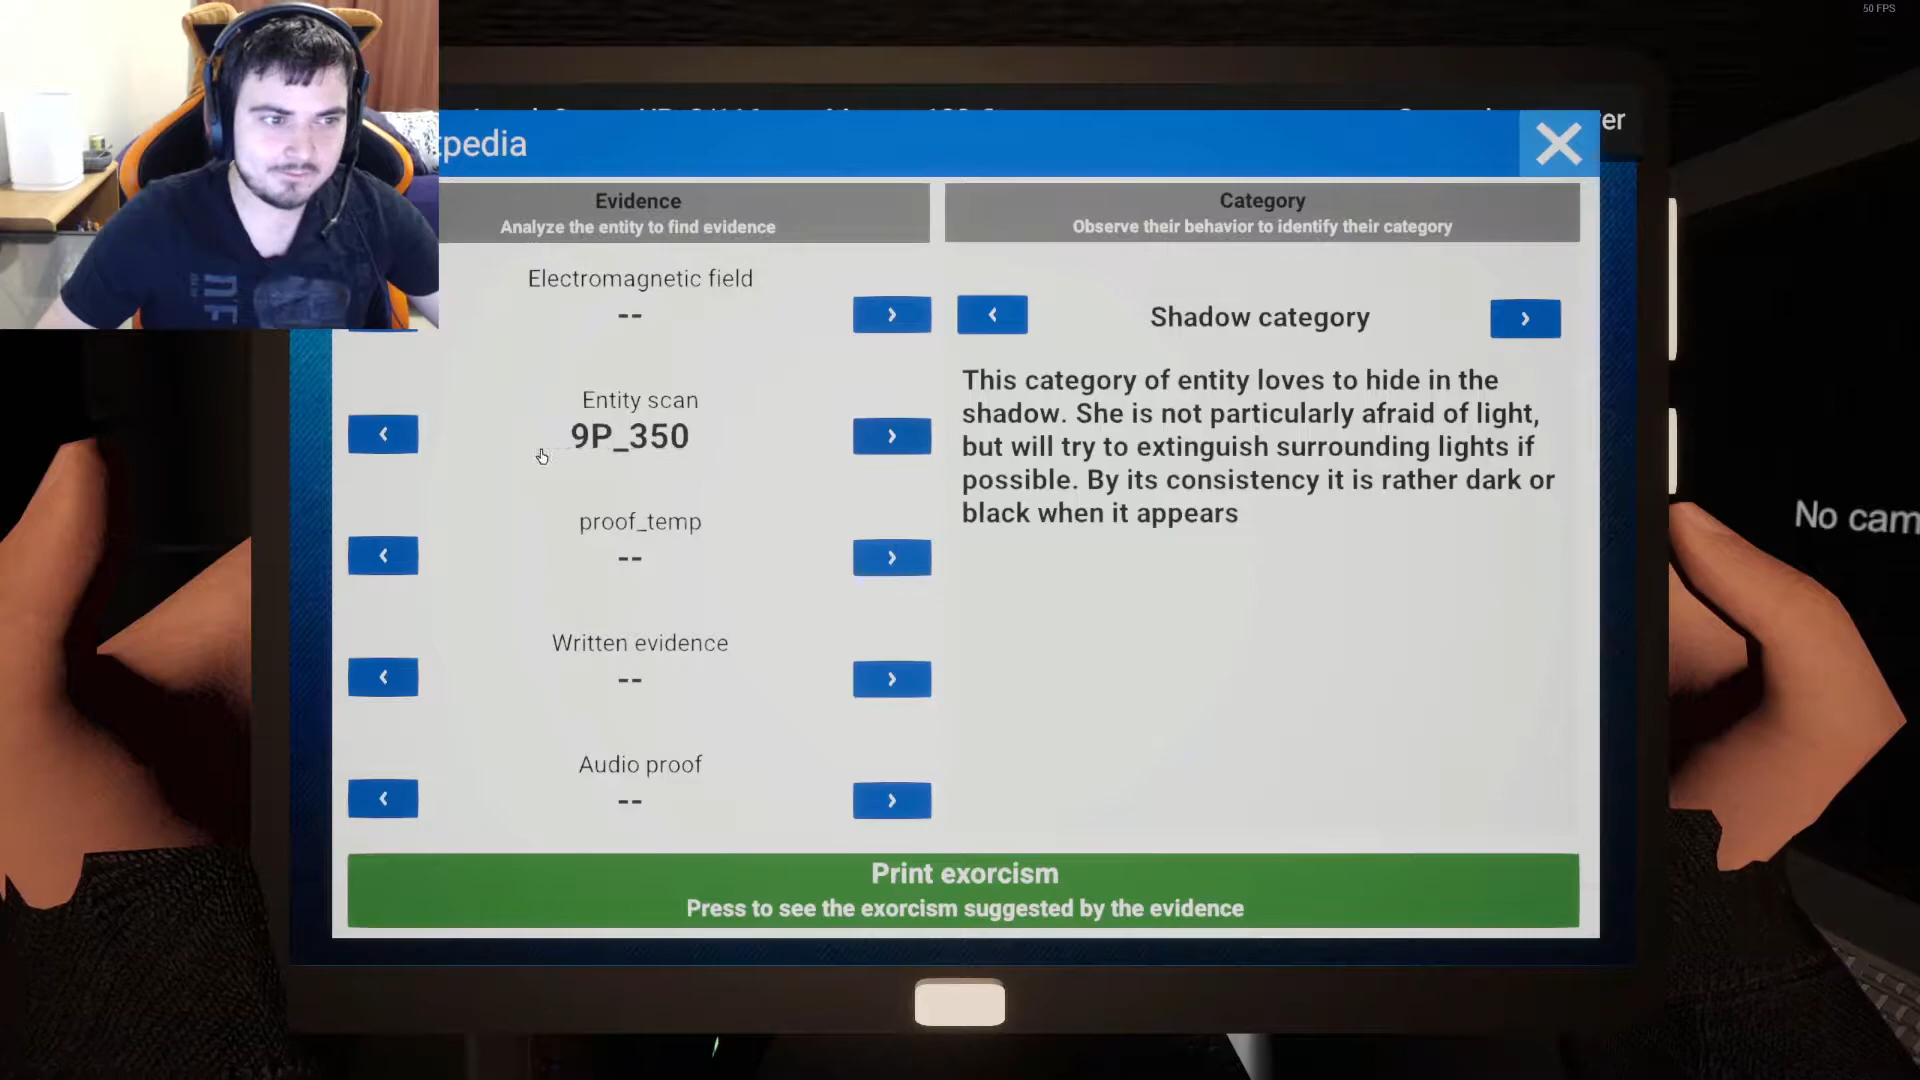 50 FPS
pedia
Evidence
Analyze the entity to find evidence
Electromagnetic field
--
Entity scan
9P_350
proof_temp
--
Written evidence
--
Audio proof
--
Category
Observe their behavior to identify their category
Shadow category
This category of entity loves to hide in the
shadow. She is not particularly afraid of light,
but will try to extinguish surrounding lights if
possible. By its consistency it is rather dark or
black when it appears
Print exorcism
Press to see the exorcism suggested by the evidence
No cam